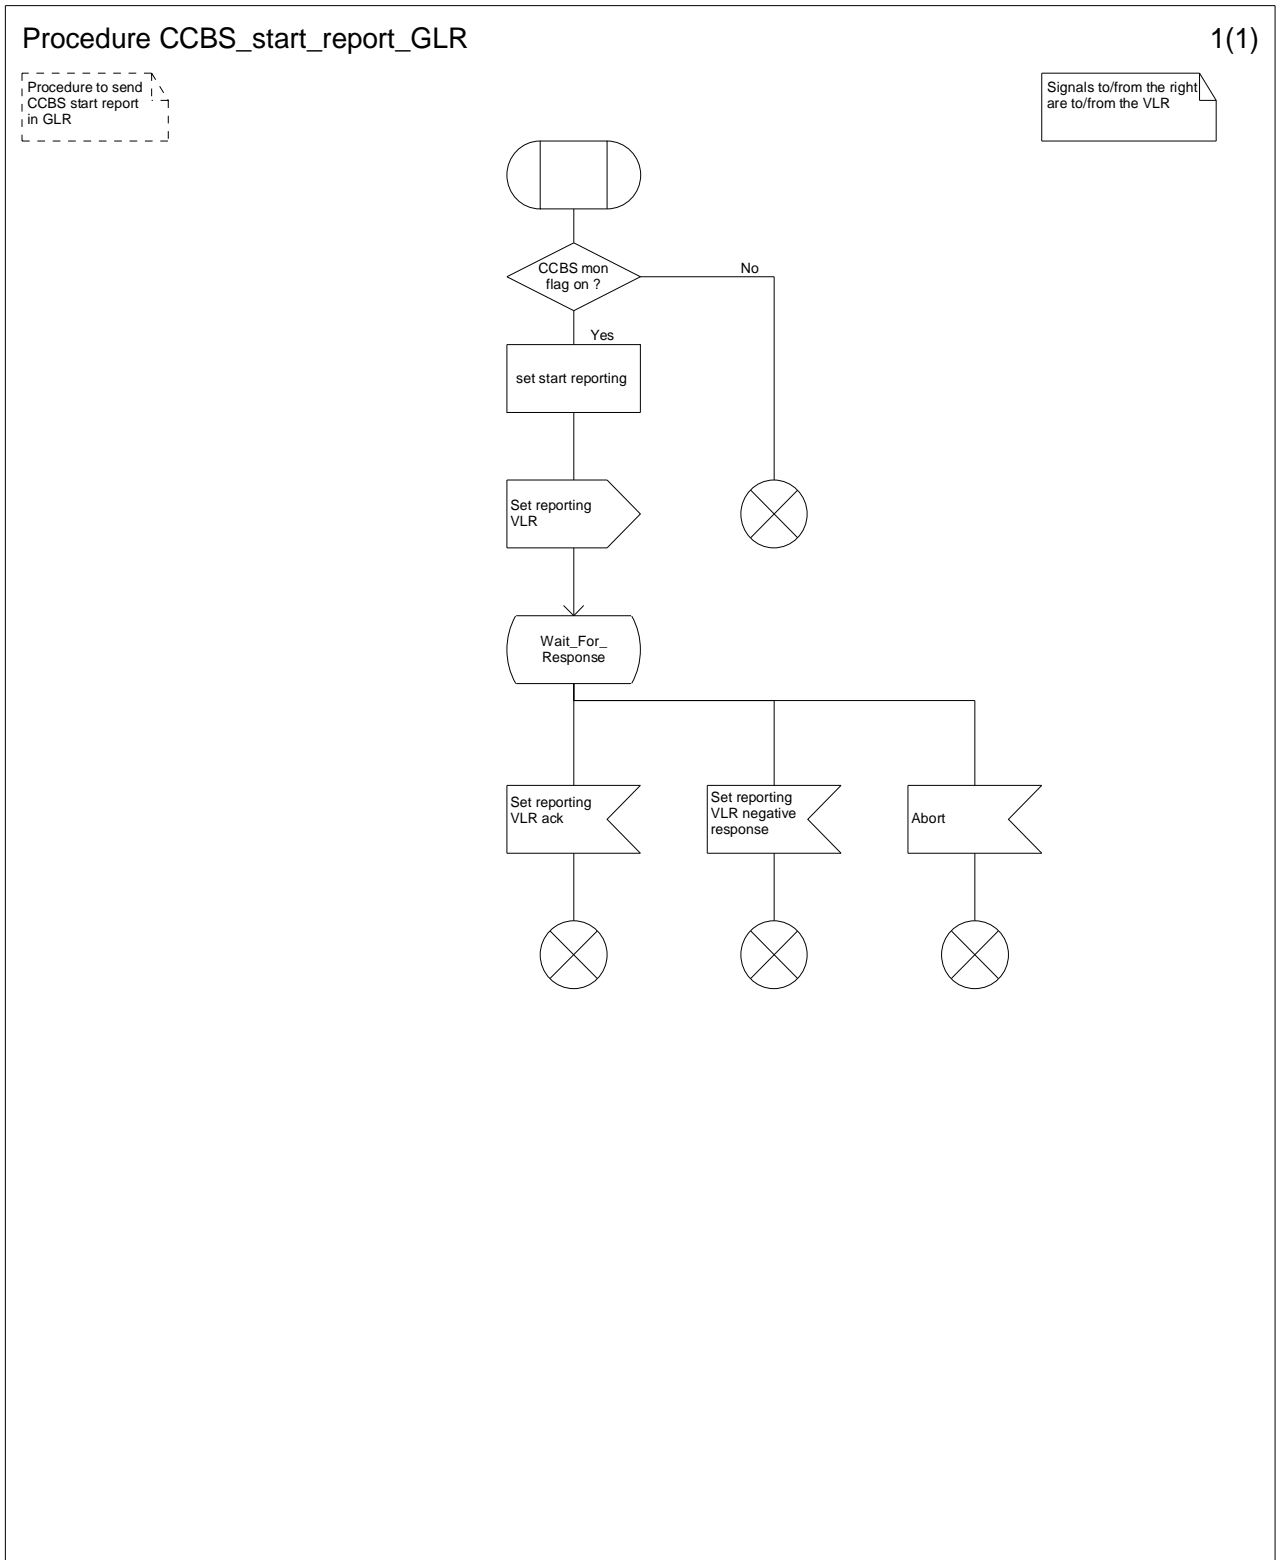 Procedure CCBS_start_report_GLR
1(1)
Procedure to send
CCBS start report
in GLR
Signals to/from the right
are to/from the VLR
CCBS mon
flag on ?
No
Yes
set start reporting
Set reporting
VLR
Wait_For_
Response
Set reporting
VLR ack
Set reporting
VLR negative
response
Abort